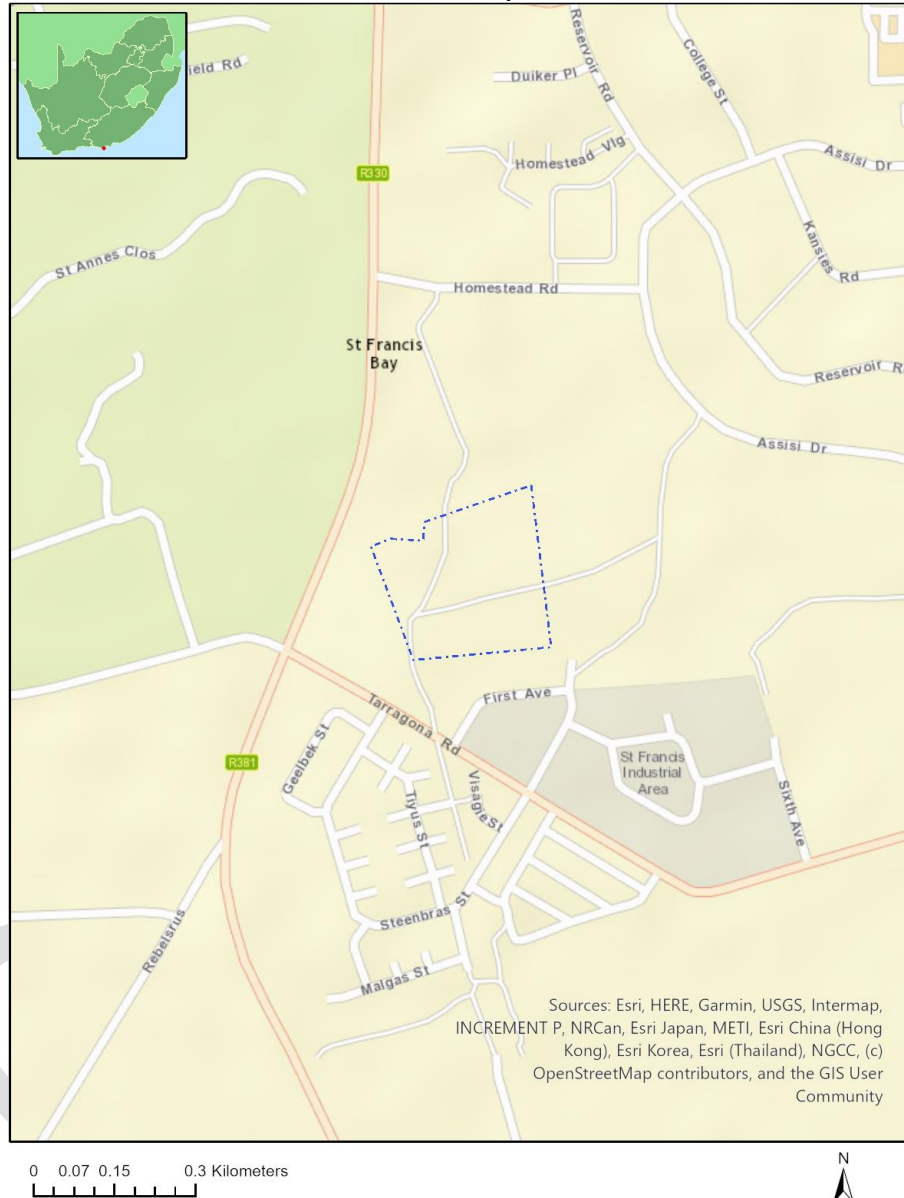 ield Rd
Duiker Pl
Reservoir Rd
College St
Homestead Vlg
Assisi Dr
R330
Kansies Rd
St Annes Clos
Homestead Rd
St Francis
Bay
Reservoir R
Assisi Dr
First Ave
Tarragona Rd
Geelbek St
R381
St Francis
Industrial
Area
Tiyus St
Visagie St
Sixth Ave
Steenbras St
Rebelsrus
Malgas St
Sources: Esri, HERE, Garmin, USGS, Intermap,
INCREMENT P, NRCan, Esri Japan, METI, Esri China (Hong
Kong), Esri Korea, Esri (Thailand), NGCC, (c)
OpenStreetMap contributors, and the GIS User
Community
0 0.07 0.15 0.3 Kilometers
N